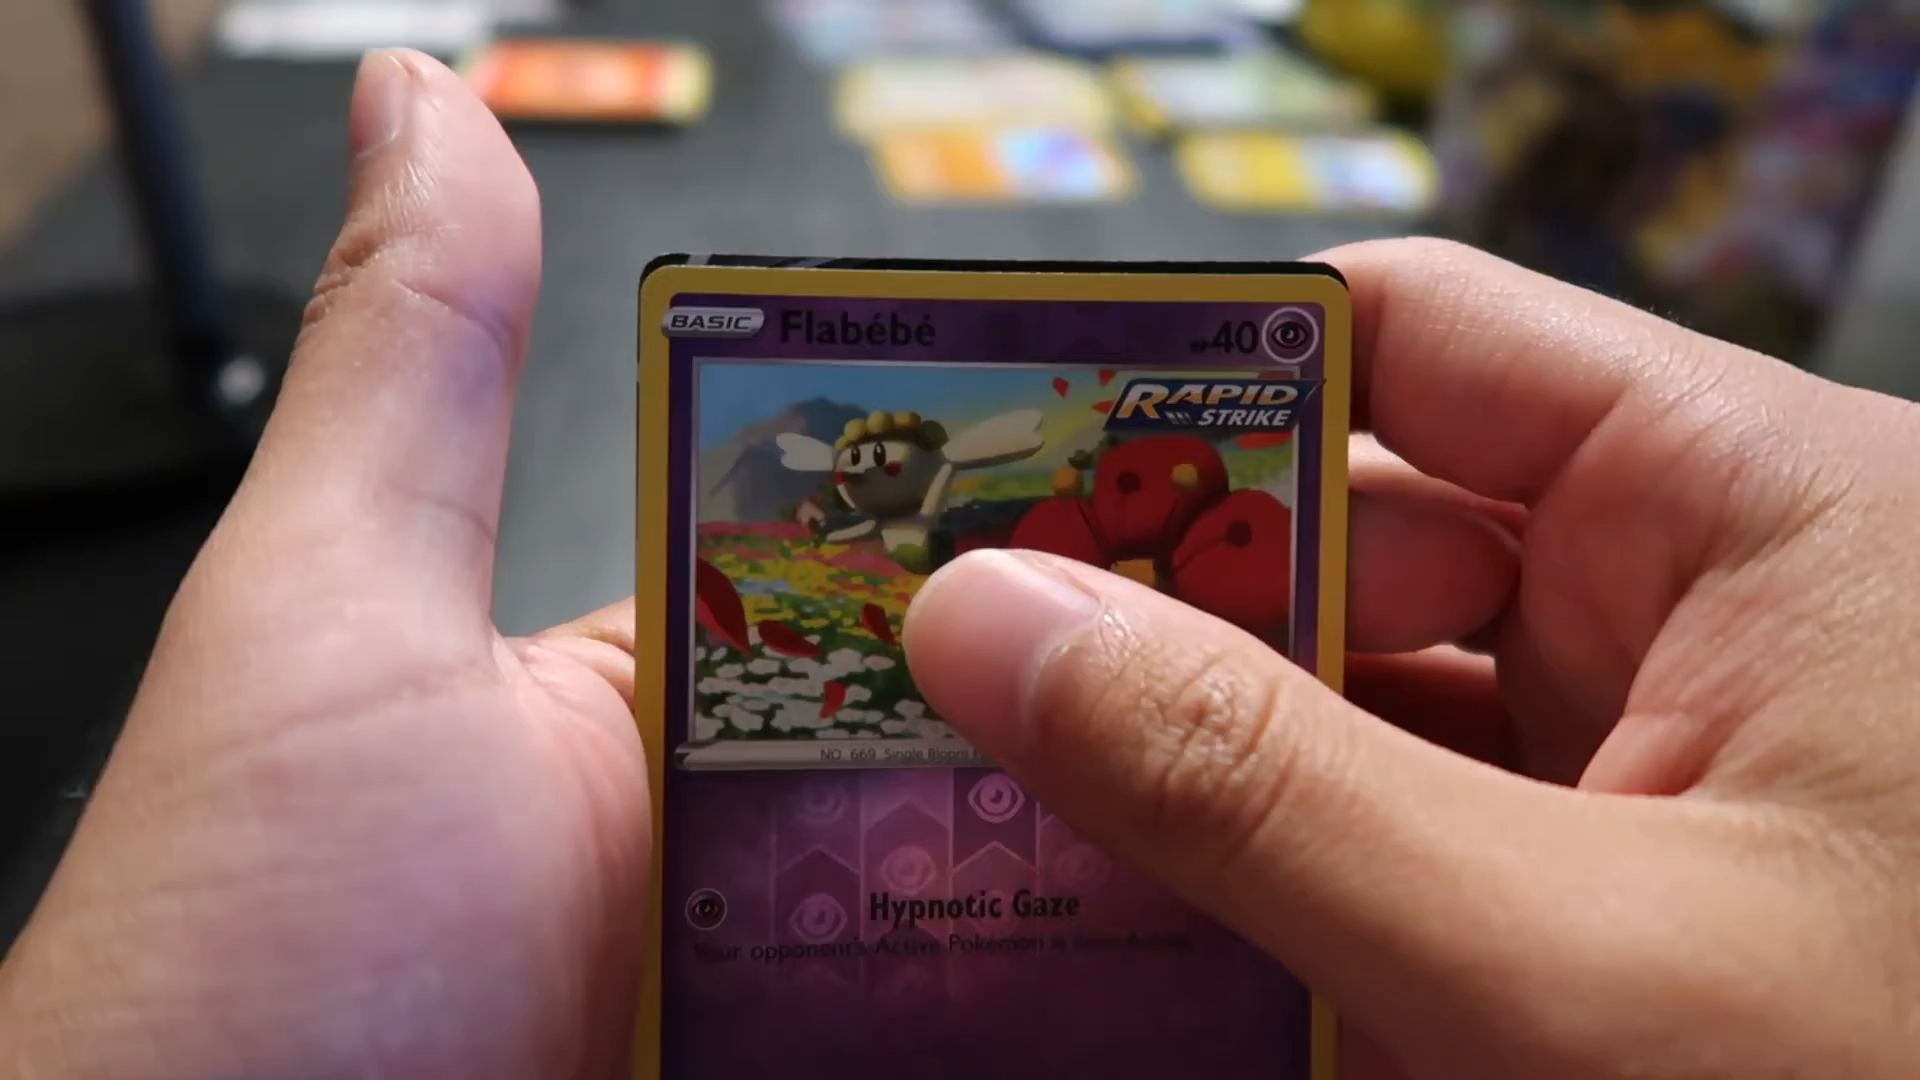 BASIC Flabébé HP40
RAPID
STRIKE
NO. 669 Single Bloom
Hypnotic Gaze
Your opponent's Active Pokémon is now Asleep.